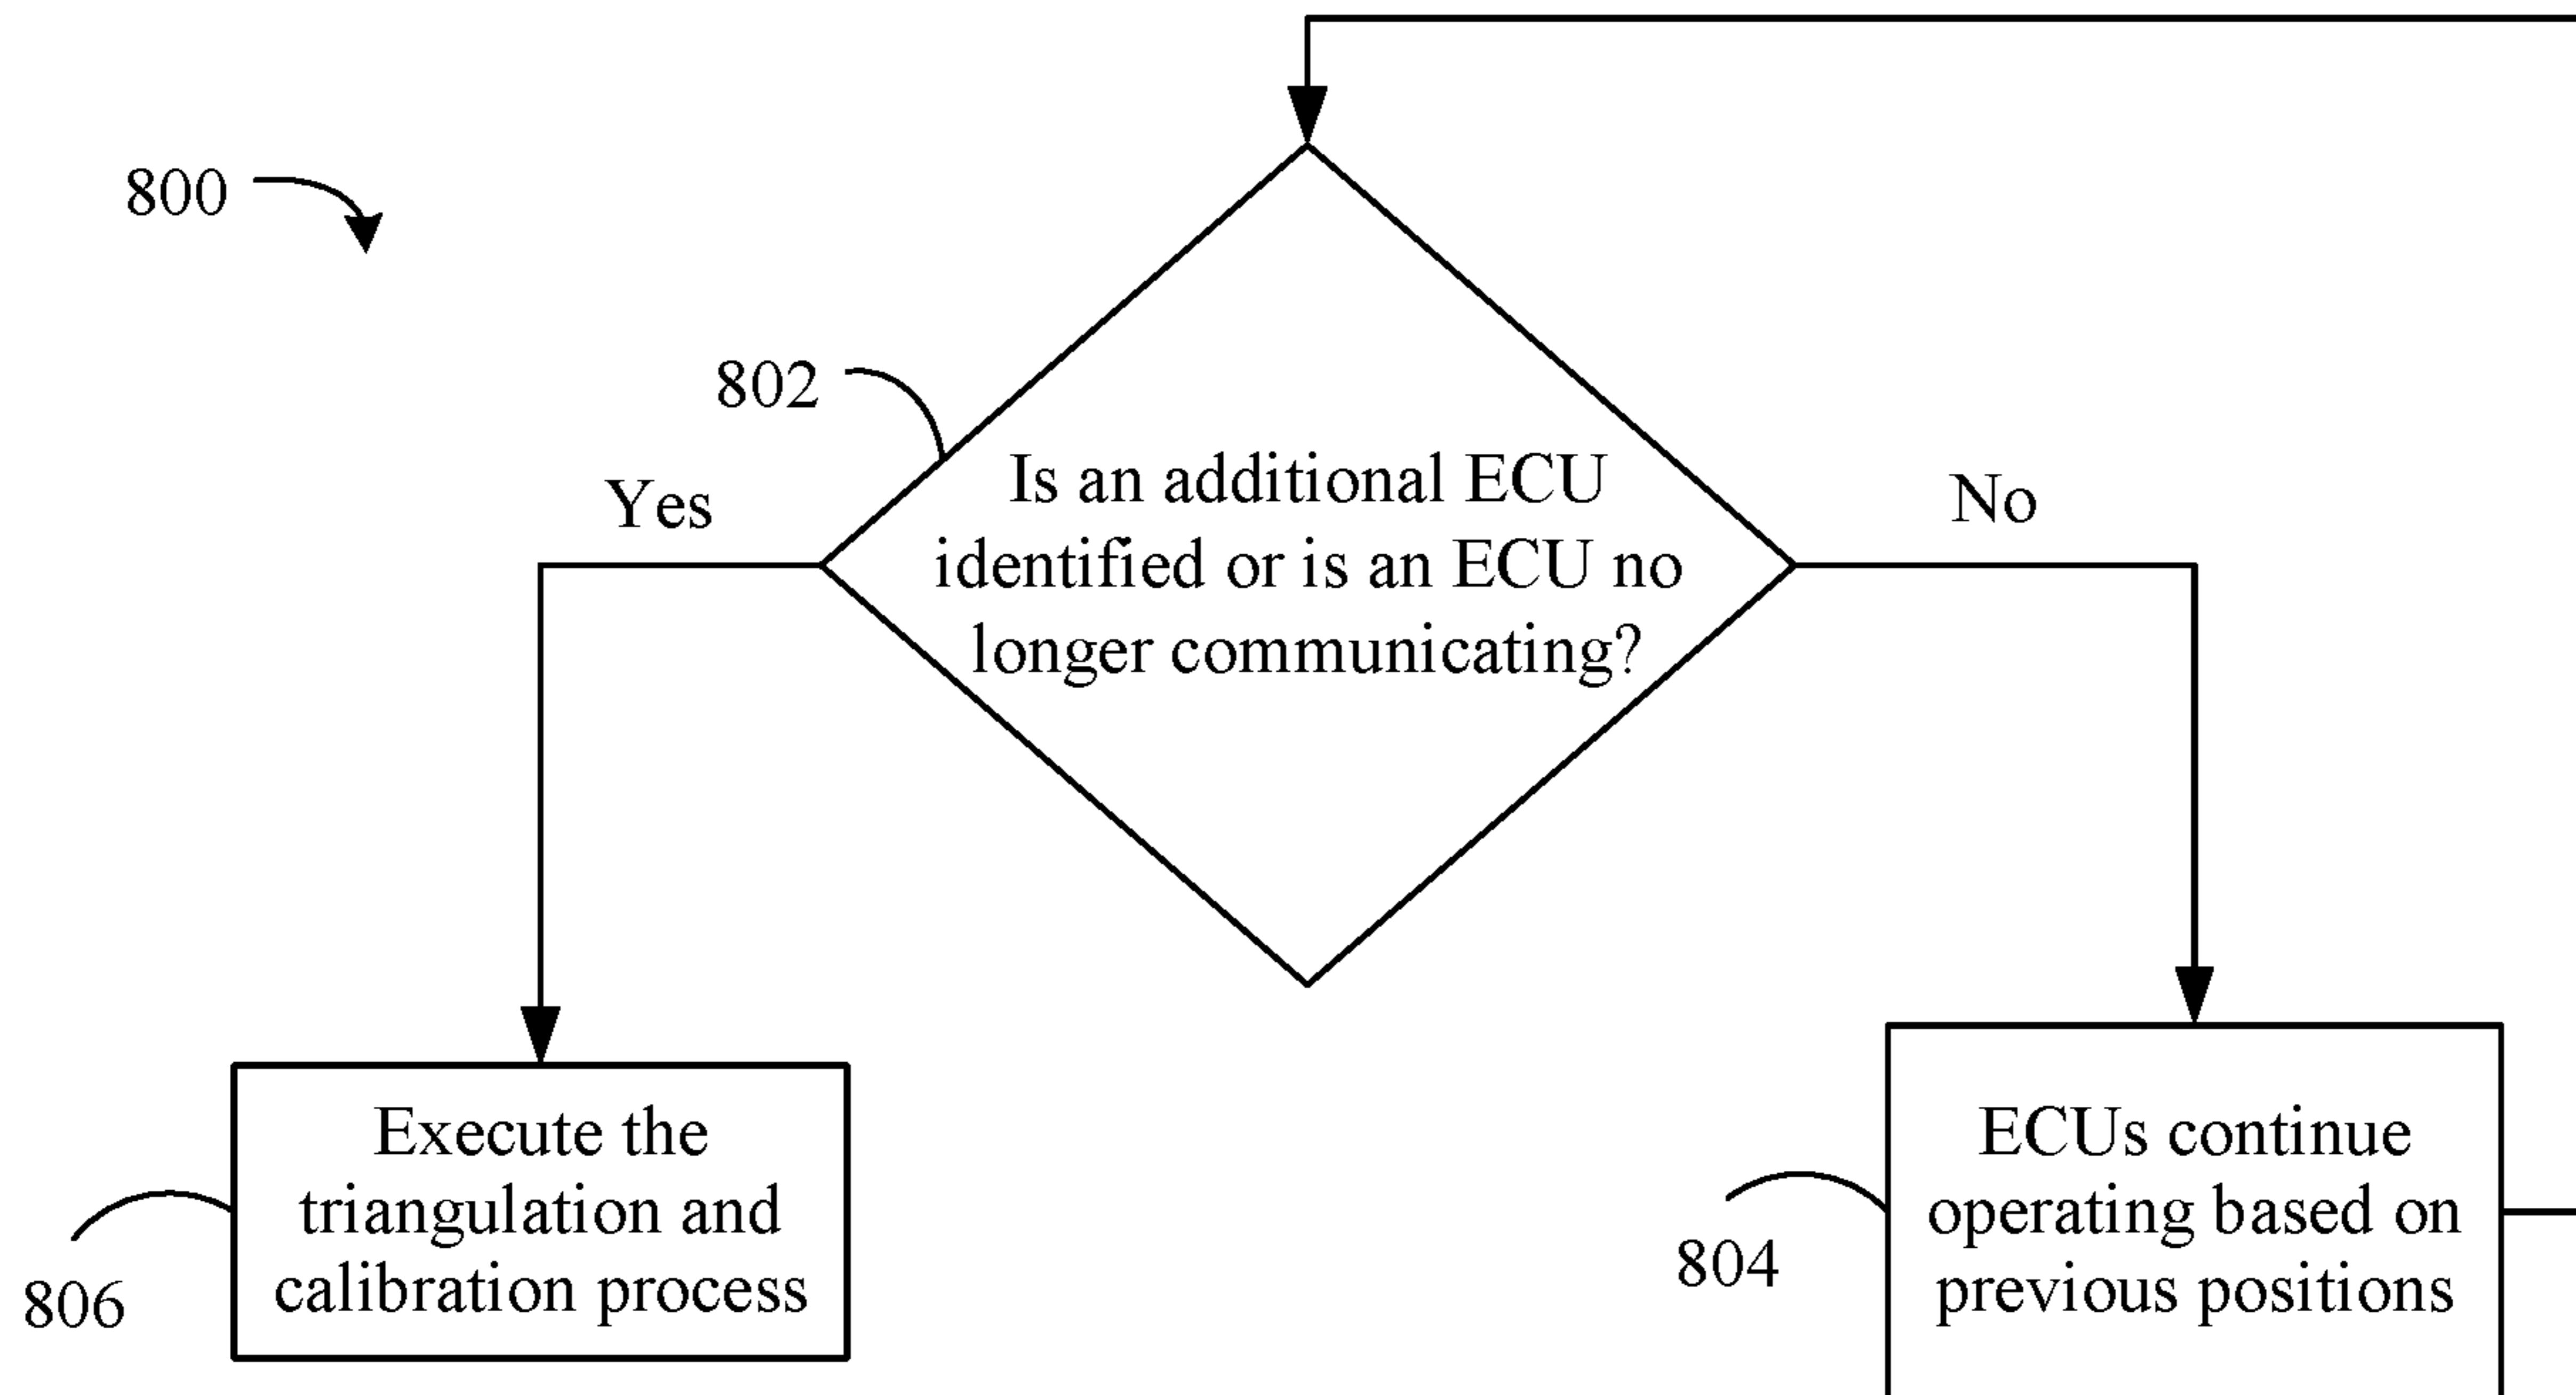 800
802
Is an additional ECU
identified or is an ECU no
longer communicating?
Yes
No
Execute the
triangulation and
calibration process
806
ECUs continue
operating based on
previous positions
804